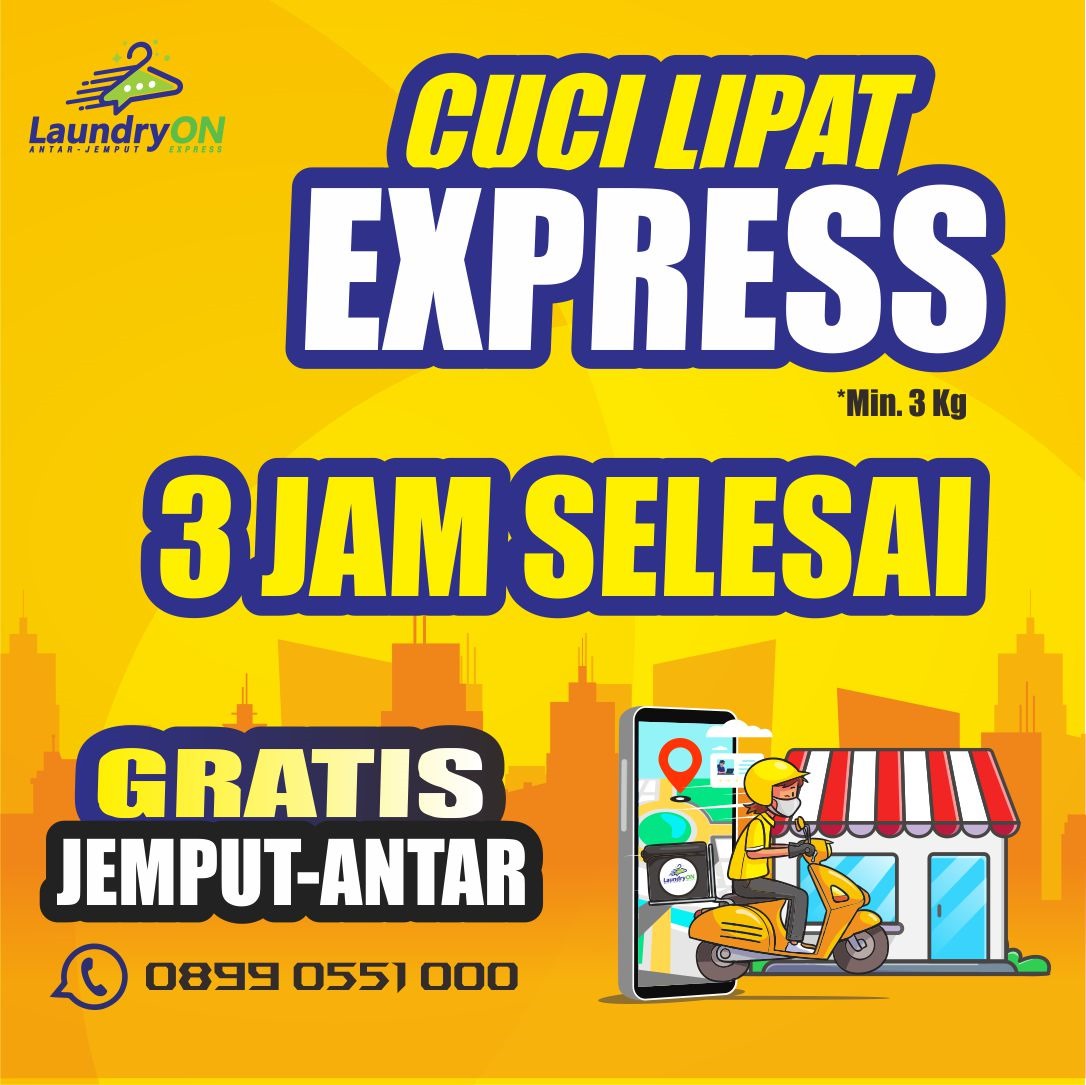 LaundryON
ANTAR-JEMPUT EXPRESS
CUCI LIPAT
EXPRESS
*Min. 3 Kg
3 JAM SELESAI
GRATIS
JEMPUT-ANTAR
0899 0551 000
LaundryON